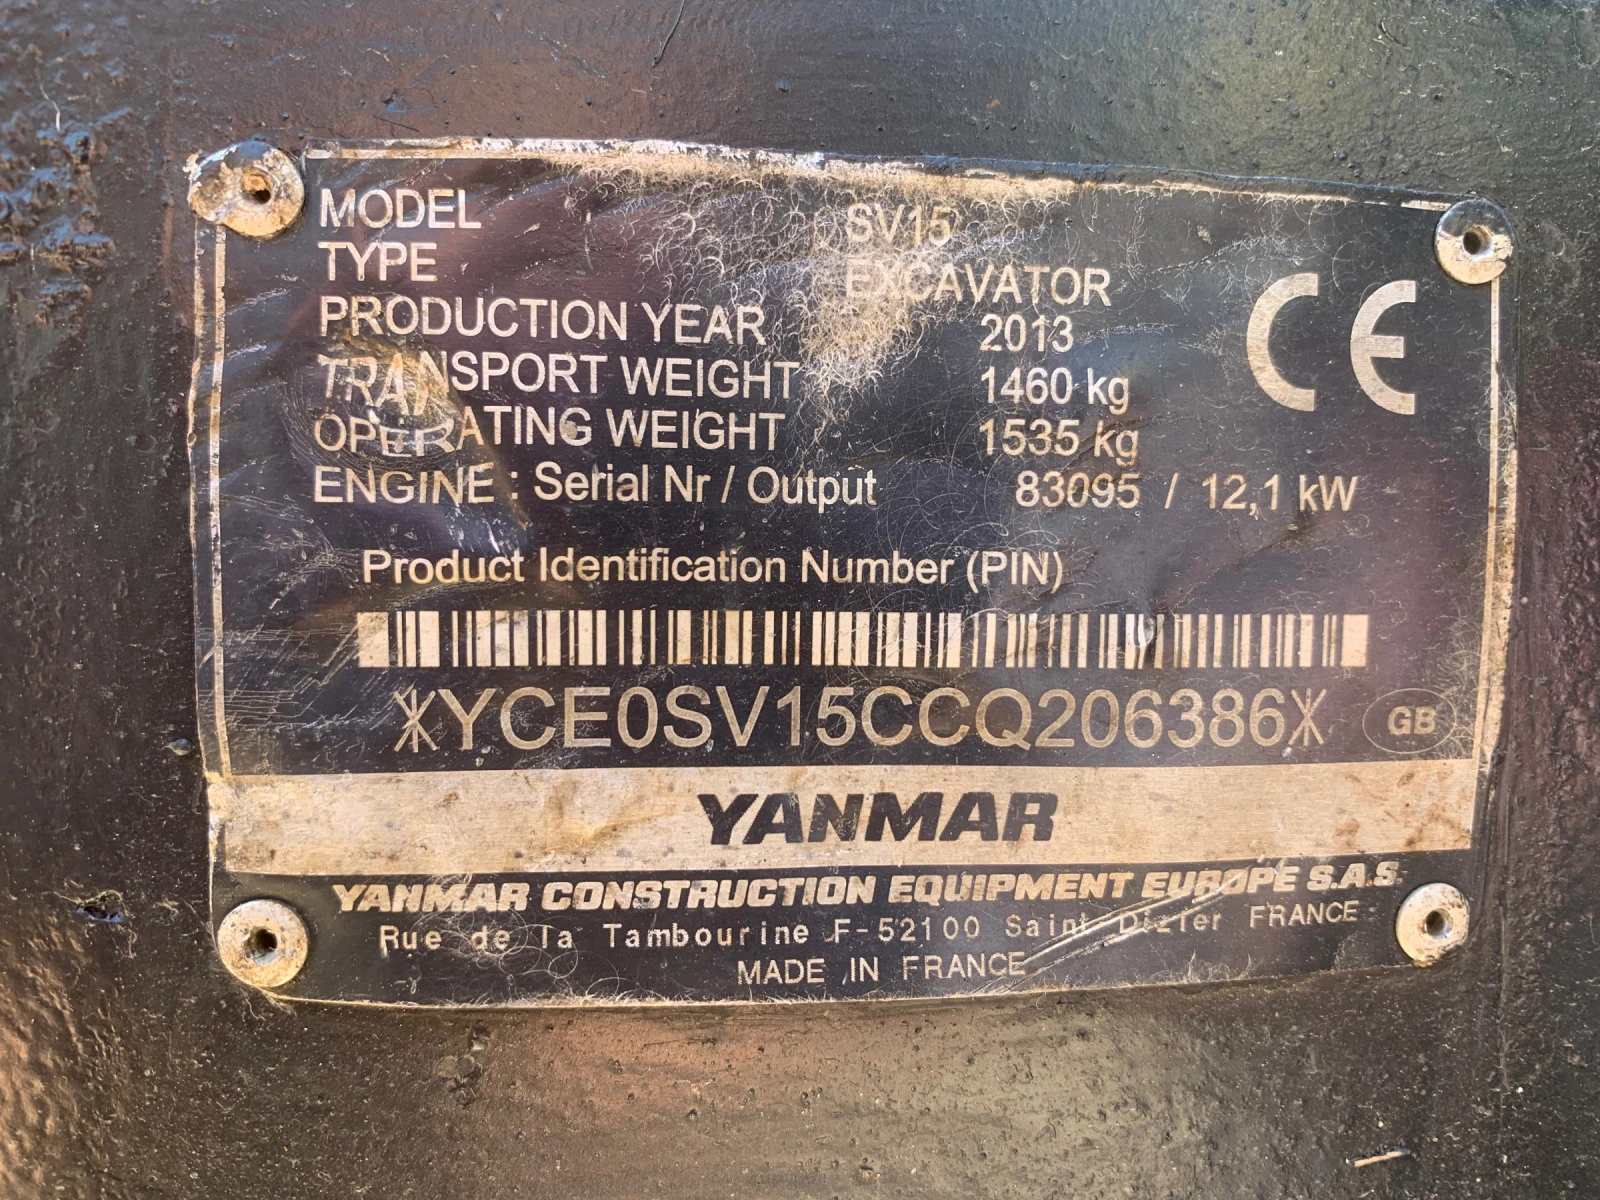 MODEL SV15
TYPE EXCAVATOR
PRODUCTION YEAR 2013
TRANSPORT WEIGHT 1460 kg
OPERATING WEIGHT 1535 kg
ENGINE : Serial Nr / Output 83095 / 12,1 kW
CE
Product Identification Number (PIN)
*YCE0SV15CCQ206386*
GB
YANMAR
YANMAR CONSTRUCTION EQUIPMENT EUROPE S.A.S.
Rue de la Tambourine F-52100 Saint Dizier FRANCE
MADE IN FRANCE